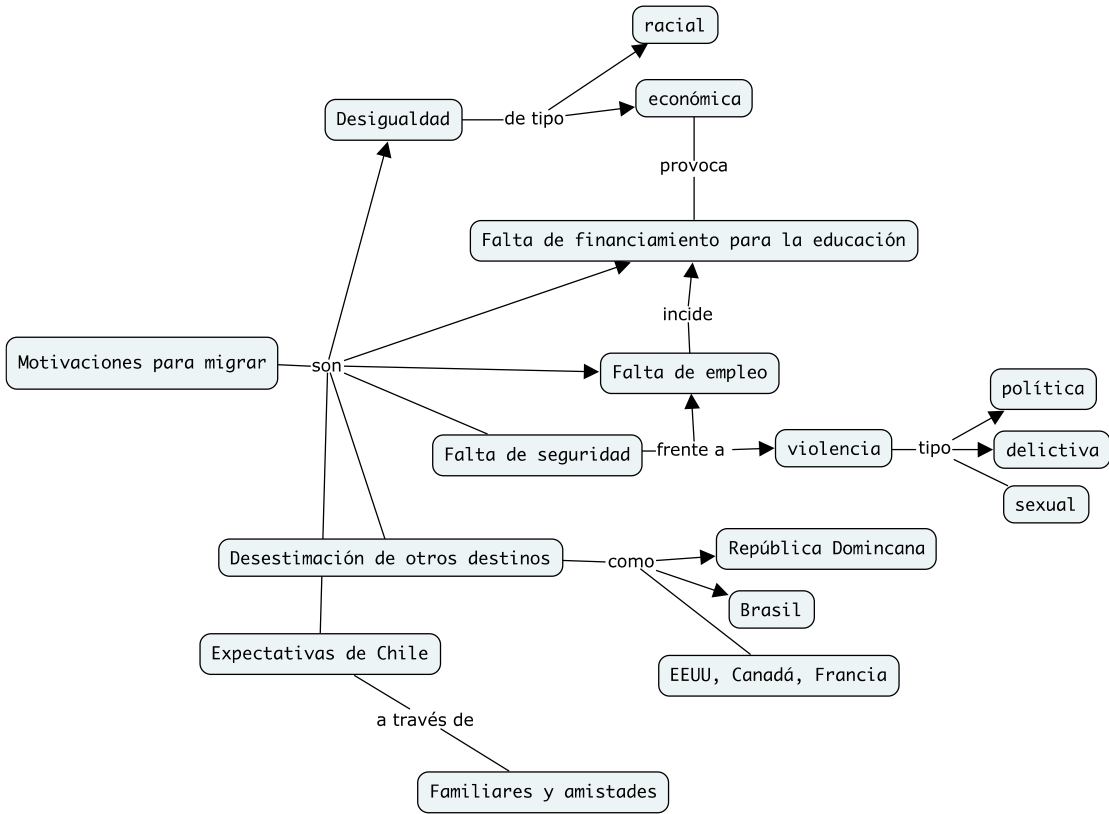 racial
económica
Desigualdad
de tipo
provoca
Falta de financiamiento para la educación
incide
Motivaciones para migrar
son
Falta de empleo
política
Falta de seguridad
frente a
violencia
tipo
delictiva
sexual
Desestimación de otros destinos
como
República Domincana
Brasil
Expectativas de Chile
EEUU, Canadá, Francia
a través de
Familiares y amistades